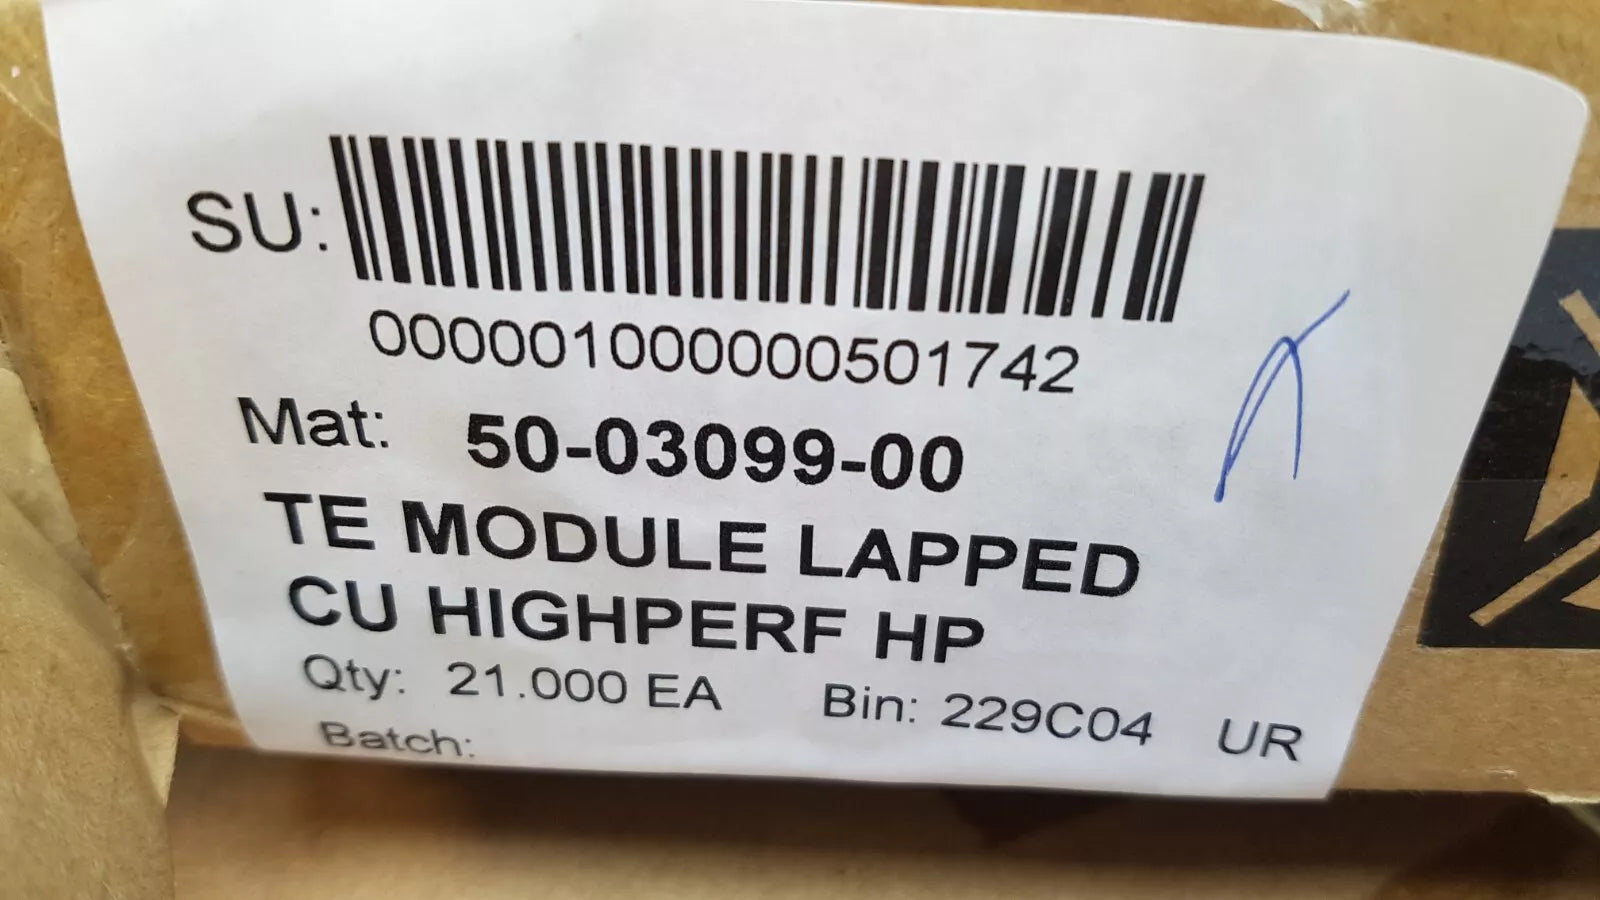 SU:
000001000000501742
Mat: 50-03099-00
TE MODULE LAPPED
CU HIGHPERF HP
Qty: 21.000 EA Bin: 229C04 UR
Batch: